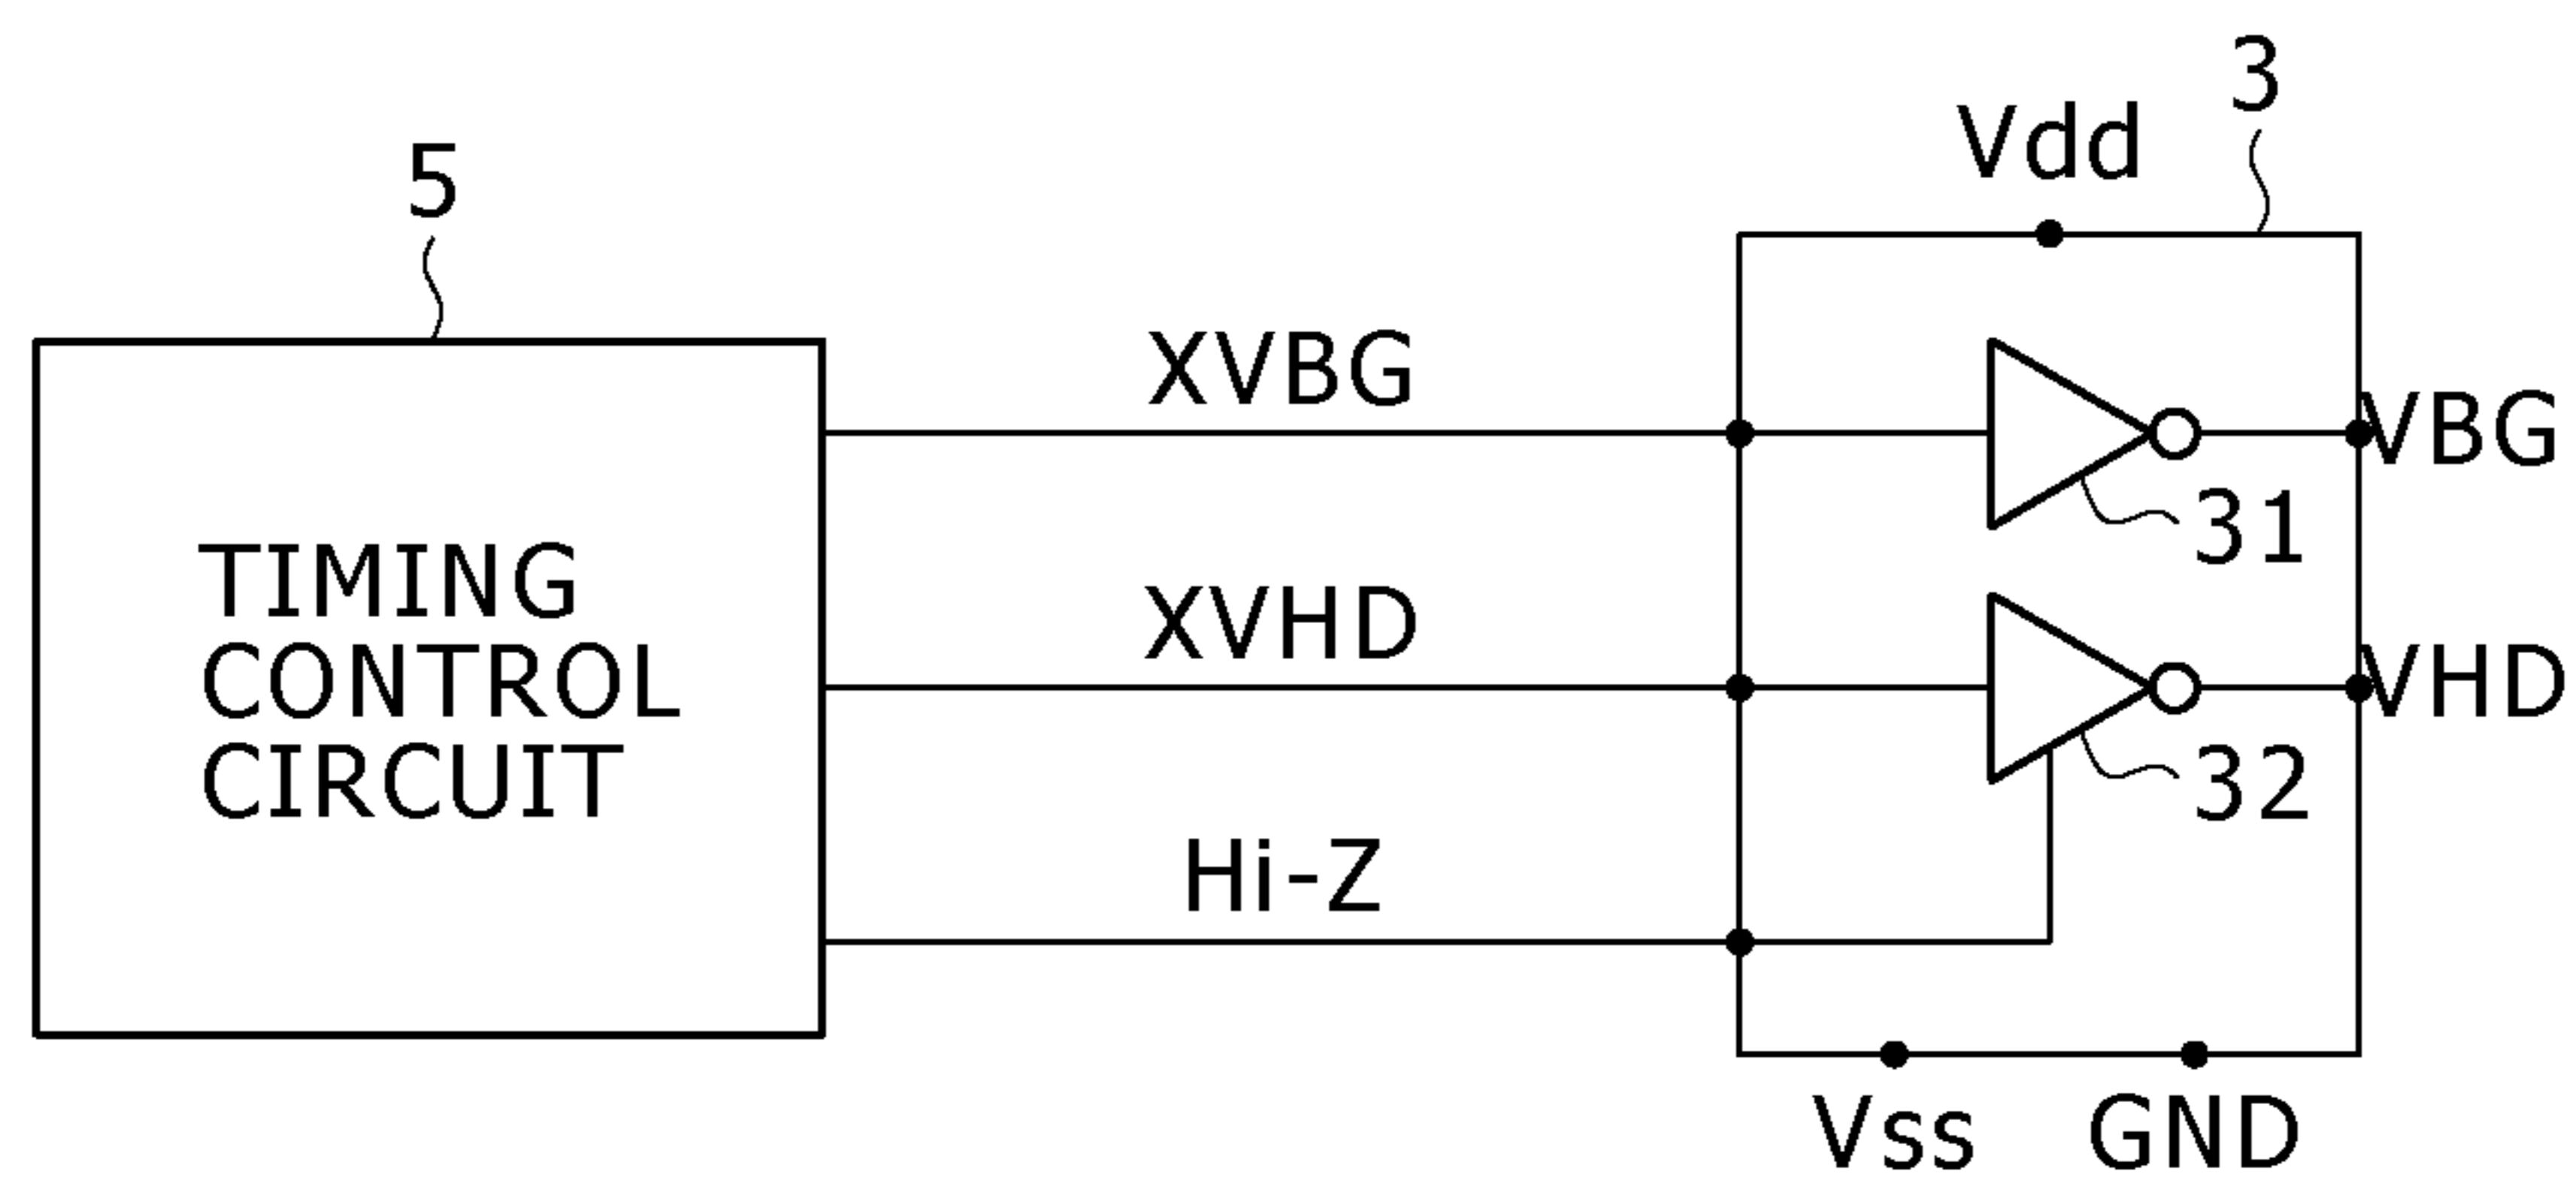 3
Vdd
5
XVBG
VBG
31
TIMING
CONTROL
CIRCUIT
XVHD
VHD
32
Hi-Z
Vss
GND